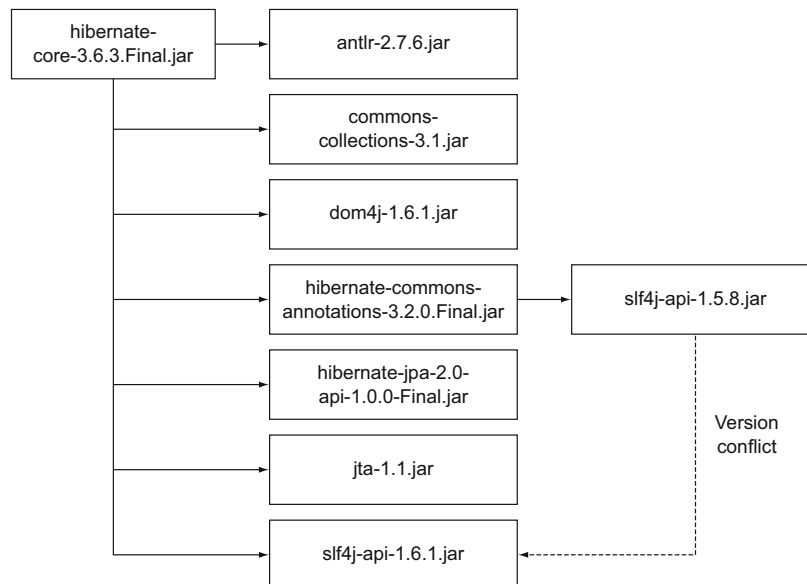 hibernate-
core-3.6.3.Final.jar
antlr-2.7.6.jar
commons-
collections-3.1.jar
dom4j-1.6.1.jar
hibernate-commons-
annotations-3.2.0.Final.jar
slf4j-api-1.5.8.jar
hibernate-jpa-2.0-
api-1.0.0-Final.jar
Version
conflict
jta-1.1.jar
slf4j-api-1.6.1.jar